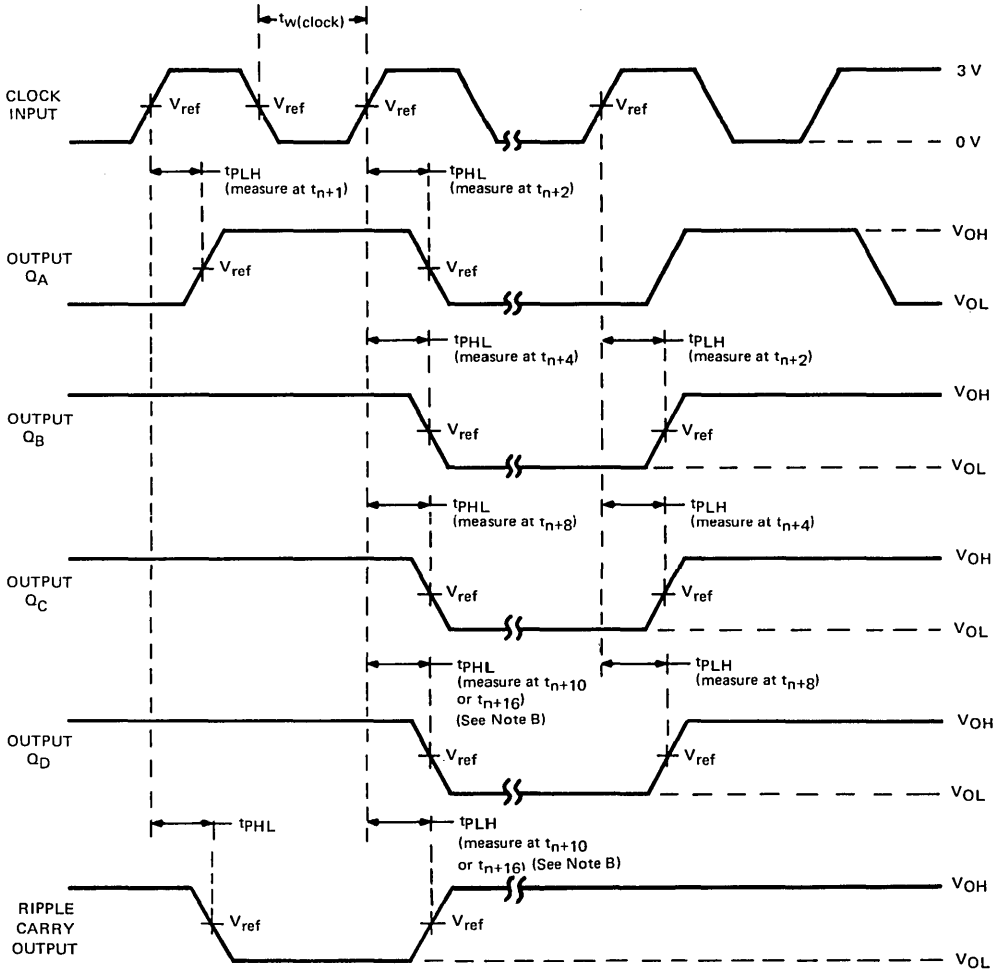 tw(clock)
3 V
CLOCK
INPUT
Vref
Vref
Vref
Vref
0 V
tPLH
(measure at tn+1)
tPHL
(measure at tn+2)
VOH
OUTPUT
QA
Vref
Vref
VOL
tPHL
(measure at tn+4)
tPLH
(measure at tn+2)
VOH
OUTPUT
QB
Vref
Vref
VOL
tPHL
(measure at tn+8)
tPLH
(measure at tn+4)
VOH
OUTPUT
QC
Vref
Vref
VOL
tPHL
(measure at tn+10
or tn+16)
(See Note B)
tPLH
(measure at tn+8)
VOH
OUTPUT
QD
Vref
Vref
VOL
tPHL
tPLH
(measure at tn+10
or tn+16) (See Note B)
VOH
RIPPLE
CARRY
OUTPUT
Vref
Vref
VOL